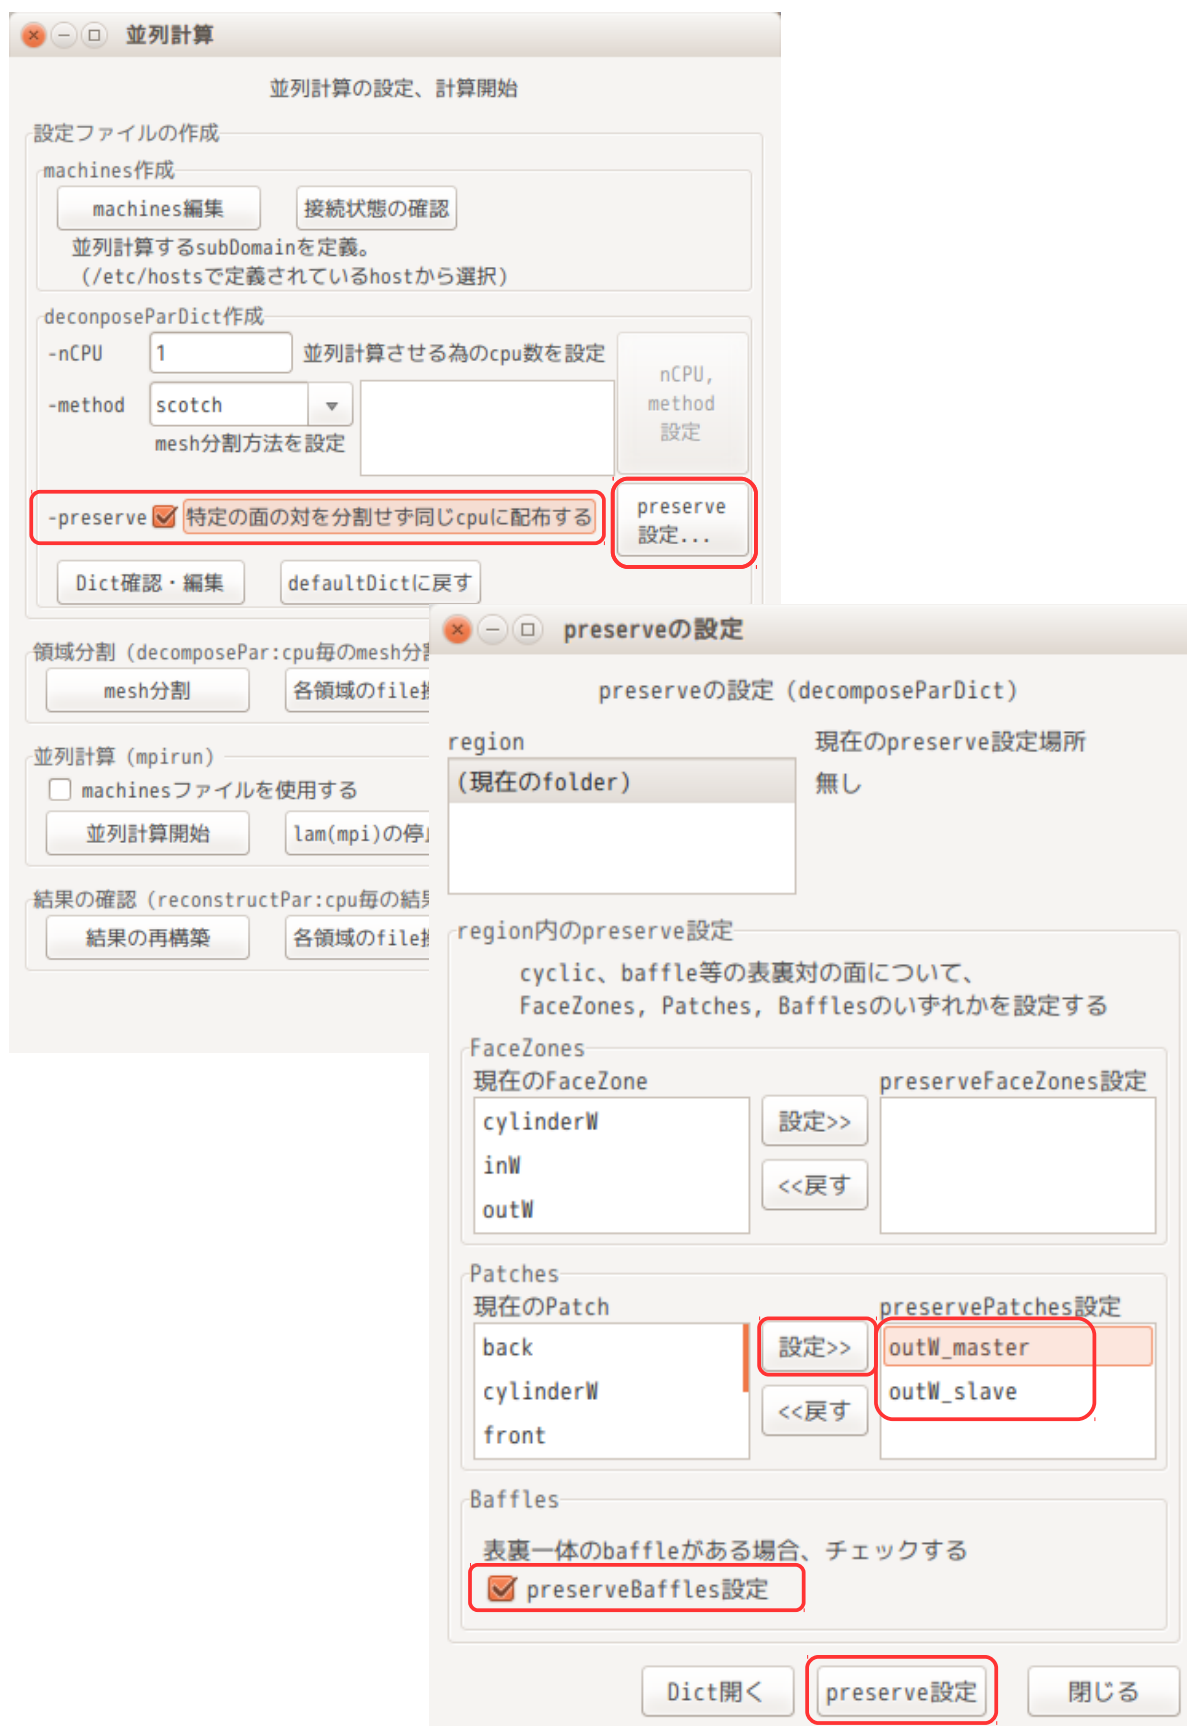 並列計算
並列計算の設定、計算開始
設定ファイルの作成
machines作成
machines編集
接続状態の確認
並列計算するsubDomainを定義。
(/etc/hostsで定義されているhostから選択)
deconposeParDict作成
-nCPU 1 並列計算させる為のcpu数を設定
nCPU,
method
設定
-method scotch
mesh分割方法を設定
-preserve 特定の面の対を分割せず同じcpuに配布する
preserve
設定...
Dict確認・編集
defaultDictに戻す
領域分割 (decomposePar:cpu毎のmesh分割
mesh分割
各領域のfile
並列計算 (mpirun)
machinesファイルを使用する
並列計算開始
lam(mpi)の停
結果の確認 (reconstructPar:cpu毎の結果
結果の再構築
各領域のfile
preserveの設定
preserveの設定 (decomposeParDict)
region
現在のpreserve設定場所
(現在のfolder)
無し
region内のpreserve設定
cyclic、baffle等の表裏対の面について、
FaceZones, Patches, Bafflesのいずれかを設定する
FaceZones
現在のFaceZone
preserveFaceZones設定
cylinderW
inW
outW
設定>>
<<戻す
Patches
現在のPatch
preservePatches設定
back
cylinderW
front
設定>>
<<戻す
outW_master
outW_slave
Baffles
表裏一体のbaffleがある場合、チェックする
preserveBaffles設定
Dict開く
preserve設定
閉じる